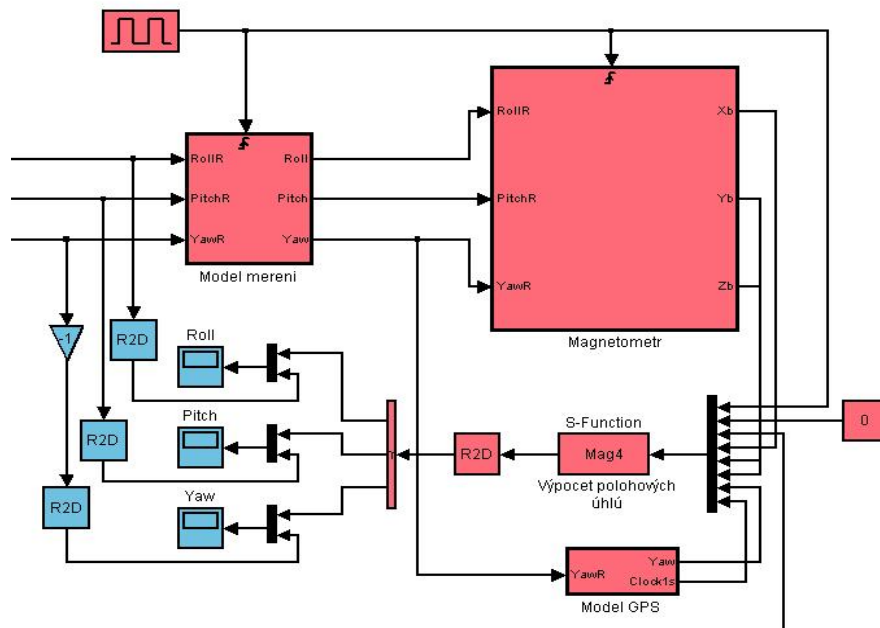 RollR
PitchR
YawR
Roll
Pitch
Yaw
Model mereni
RollR
PitchR
YawR
Xb
Yb
Zb
Magnetometr
-1
R2D
R2D
R2D
Roll
Pitch
Yaw
R2D
S-Function
Mag4
Výpocet polohových
úhlú
0
YawR
Yaw
Clock1s
Model GPS